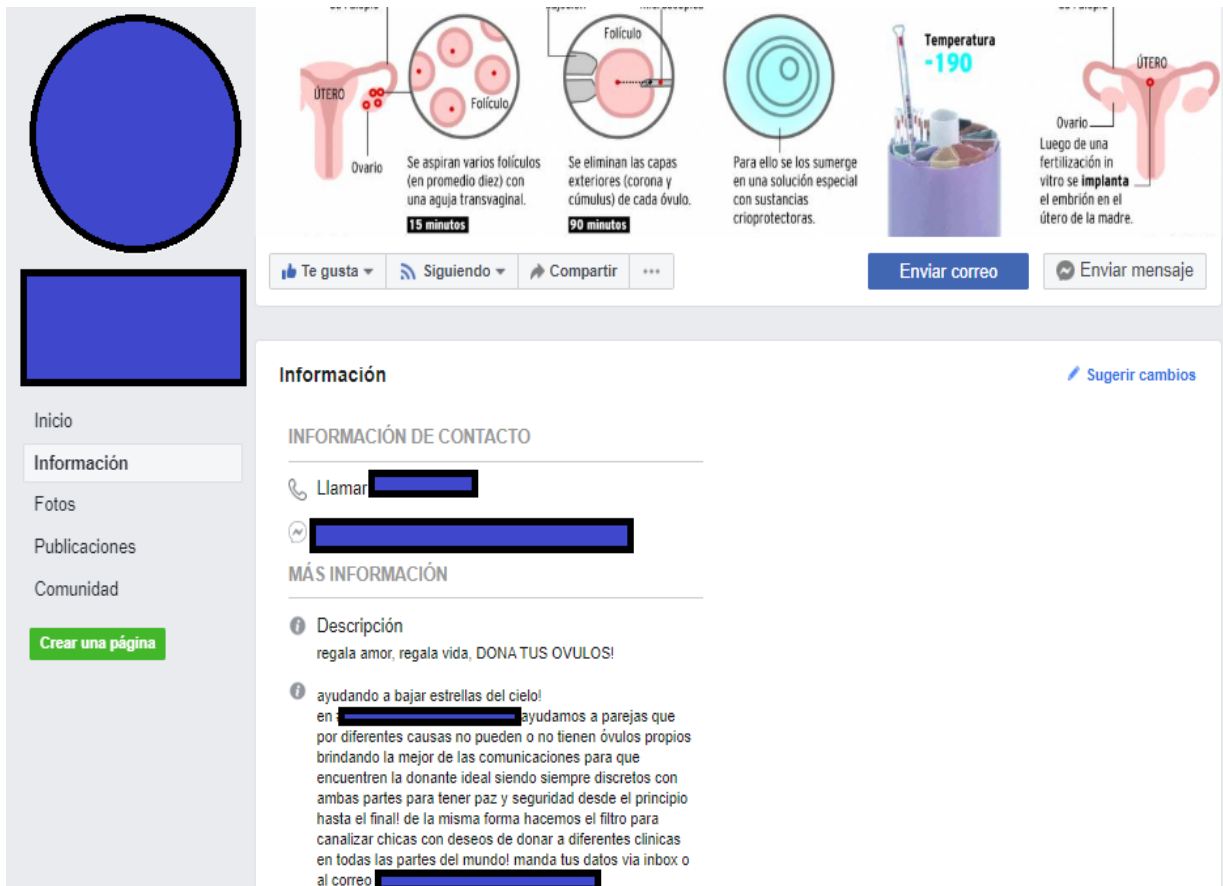 ÚTERO
Ovario
Folículo
Se aspiran varios folículos
(en promedio diez) con
una aguja transvaginal.
15 minutos
Folículo
Se eliminan las capas
exteriores (corona y
cúmulus) de cada óvulo.
90 minutos
Para ello se los sumerge
en una solución especial
con sustancias
crioprotectoras.
Temperatura
-190
ÚTERO
Ovario
Luego de una
fertilización in
vitro se implanta
el embrión en el
útero de la madre.
Te gusta
Siguiendo
Compartir
Enviar correo
Enviar mensaje
Inicio
Información
Fotos
Publicaciones
Comunidad
Crear una página
Información
Sugerir cambios
INFORMACIÓN DE CONTACTO
Llamar
MÁS INFORMACIÓN
Descripción
regala amor, regala vida, DONA TUS OVULOS!
ayudando a bajar estrellas del cielo!
en ayudamos a parejas que
por diferentes causas no pueden o no tienen óvulos propios
brindando la mejor de las comunicaciones para que
encuentren la donante ideal siendo siempre discretos con
ambas partes para tener paz y seguridad desde el principio
hasta el final! de la misma forma hacemos el filtro para
canalizar chicas con deseos de donar a diferentes clinicas
en todas las partes del mundo! manda tus datos via inbox o
al correo